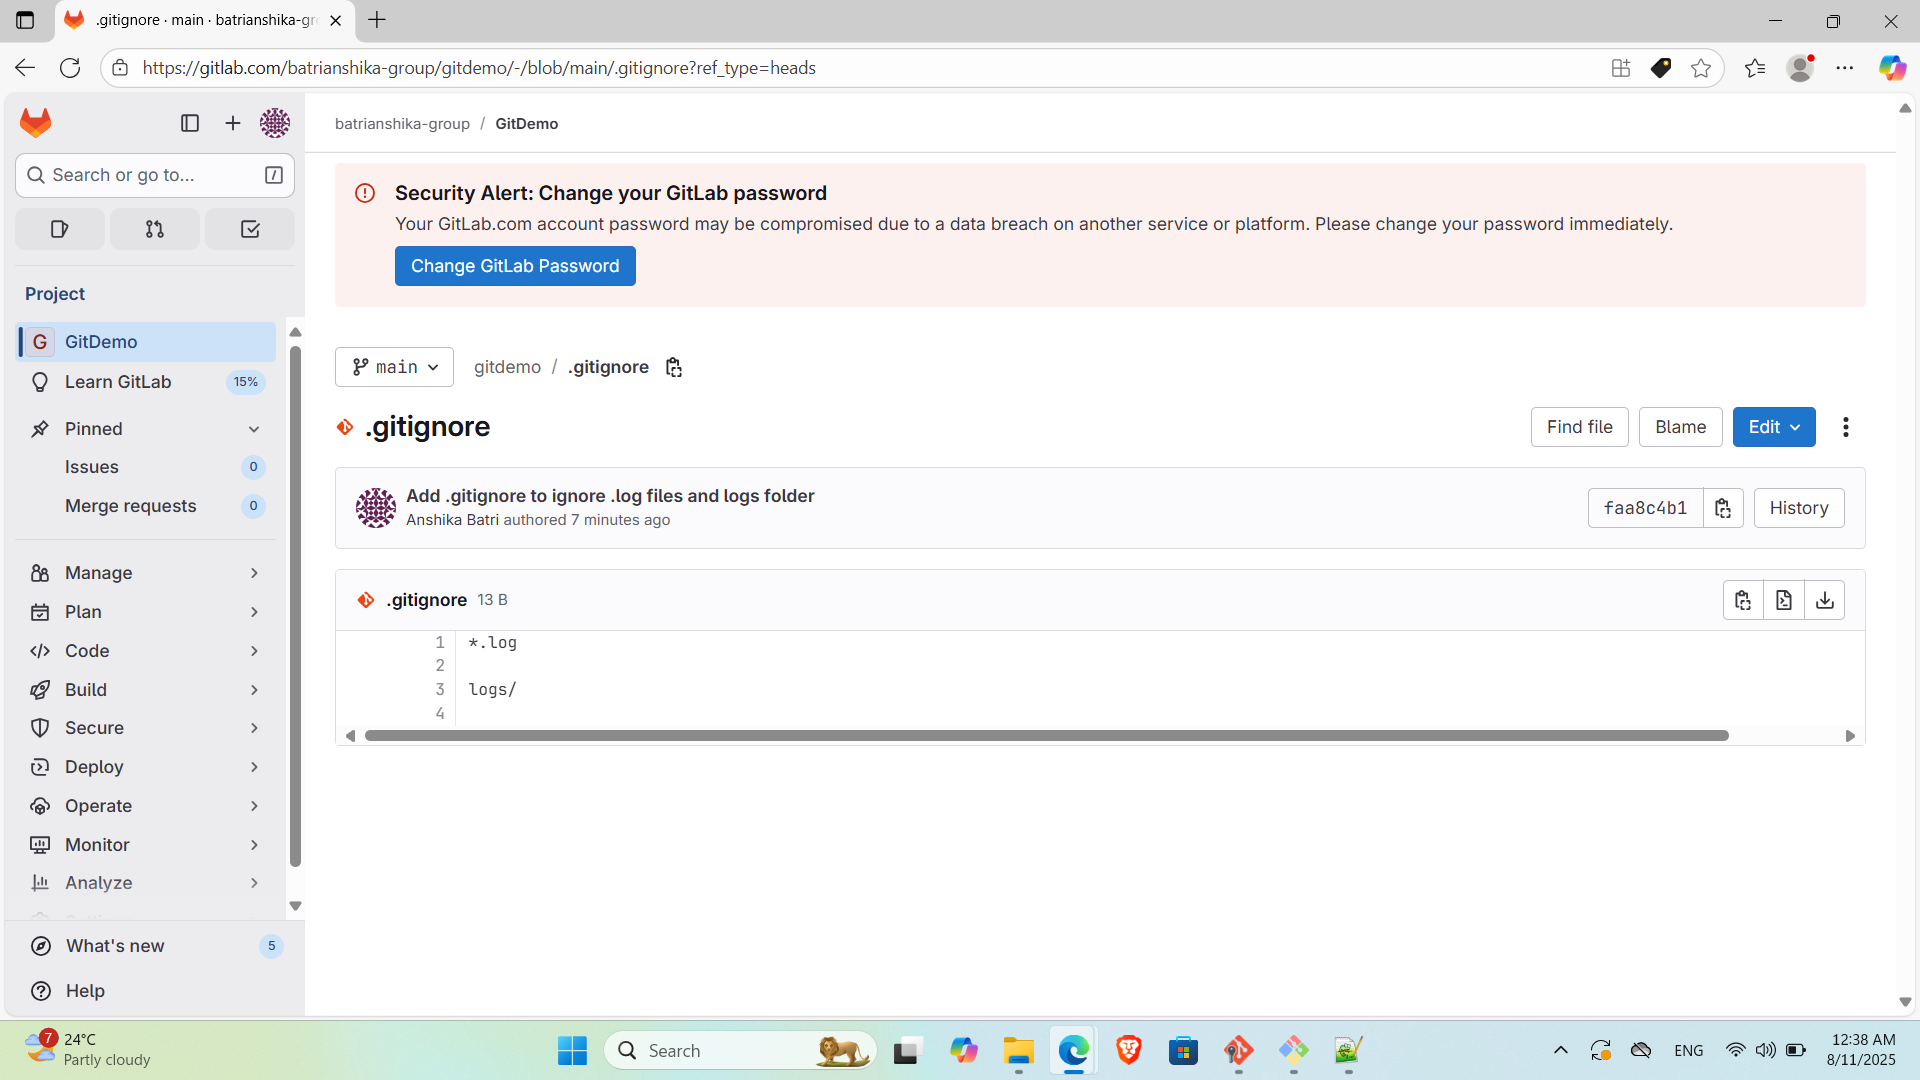 .gitignore · main · batrianshika-gr
https://gitlab.com/batrianshika-group/gitdemo/-/blob/main/.gitignore?ref_type=heads
Search or go to... /
Project
G GitDemo
Learn GitLab 15%
Pinned
Issues 0
Merge requests 0
Manage
Plan
Code
Build
Secure
Deploy
Operate
Monitor
Analyze
What's new 5
Help
batrianshika-group / GitDemo
Security Alert: Change your GitLab password
Your GitLab.com account password may be compromised due to a data breach on another service or platform. Please change your password immediately.
Change GitLab Password
main gitdemo / .gitignore
.gitignore Find file Blame Edit
Add .gitignore to ignore .log files and logs folder
Anshika Batri authored 7 minutes ago
faa8c4b1 History
.gitignore 13 B
1 *.log
2
3 logs/
4
7 24°C
Partly cloudy
Search
ENG
12:38 AM
8/11/2025